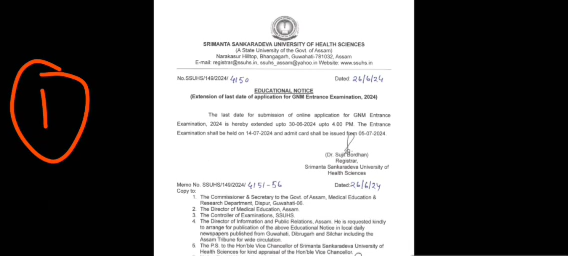 1
SRIMANTA SANKARADEVA UNIVERSITY OF HEALTH SCIENCES
(A State University of the Govt. of Assam)
Narakasur Hilltop, Bhangagarh, Guwahati-781032, Assam
E-mail: registrar@ssuhs.in, ssuhs_assam@yahoo.in Website: www.ssuhs.in
No.SSUHS/149/2024/ 4150 Dated: 26/6/24
EDUCATIONAL NOTICE
(Extension of last date of application for GNM Entrance Examination, 2024)
The last date for submission of online application for GNM Entrance
Examination, 2024 is hereby extended upto 30-06-2024 upto 4.00 PM. The Entrance
Examination shall be held on 14-07-2024 and admit card shall be issued from 05-07-2024.
(Dr. Bordhan)
Registrar,
Srimanta Sankaradeva University of
Health Sciences
Memo No. SSUHS/149/2024/ 4151-56 Dated:26/6/24
Copy to:
1. The Commissioner & Secretary to the Govt. of Assam, Medical Education &
Research Department, Dispur, Guwahati-06.
2. The Director of Medical Education, Assam
3. The Controller of Examinations, SSUHS
4. The Director of Information and Public Relations, Assam. He is requested kindly
to arrange for publication of the above Educational Notice in local daily
newspapers published from Guwahati, Dibrugarh and Silchar including the
Assam Tribune for wide circulation.
5. The P.S. to the Hon'ble Vice Chancellor of Srimanta Sankaradeva University of
Health Sciences for kind appraisal of the Hon'ble Vice Chancellor.